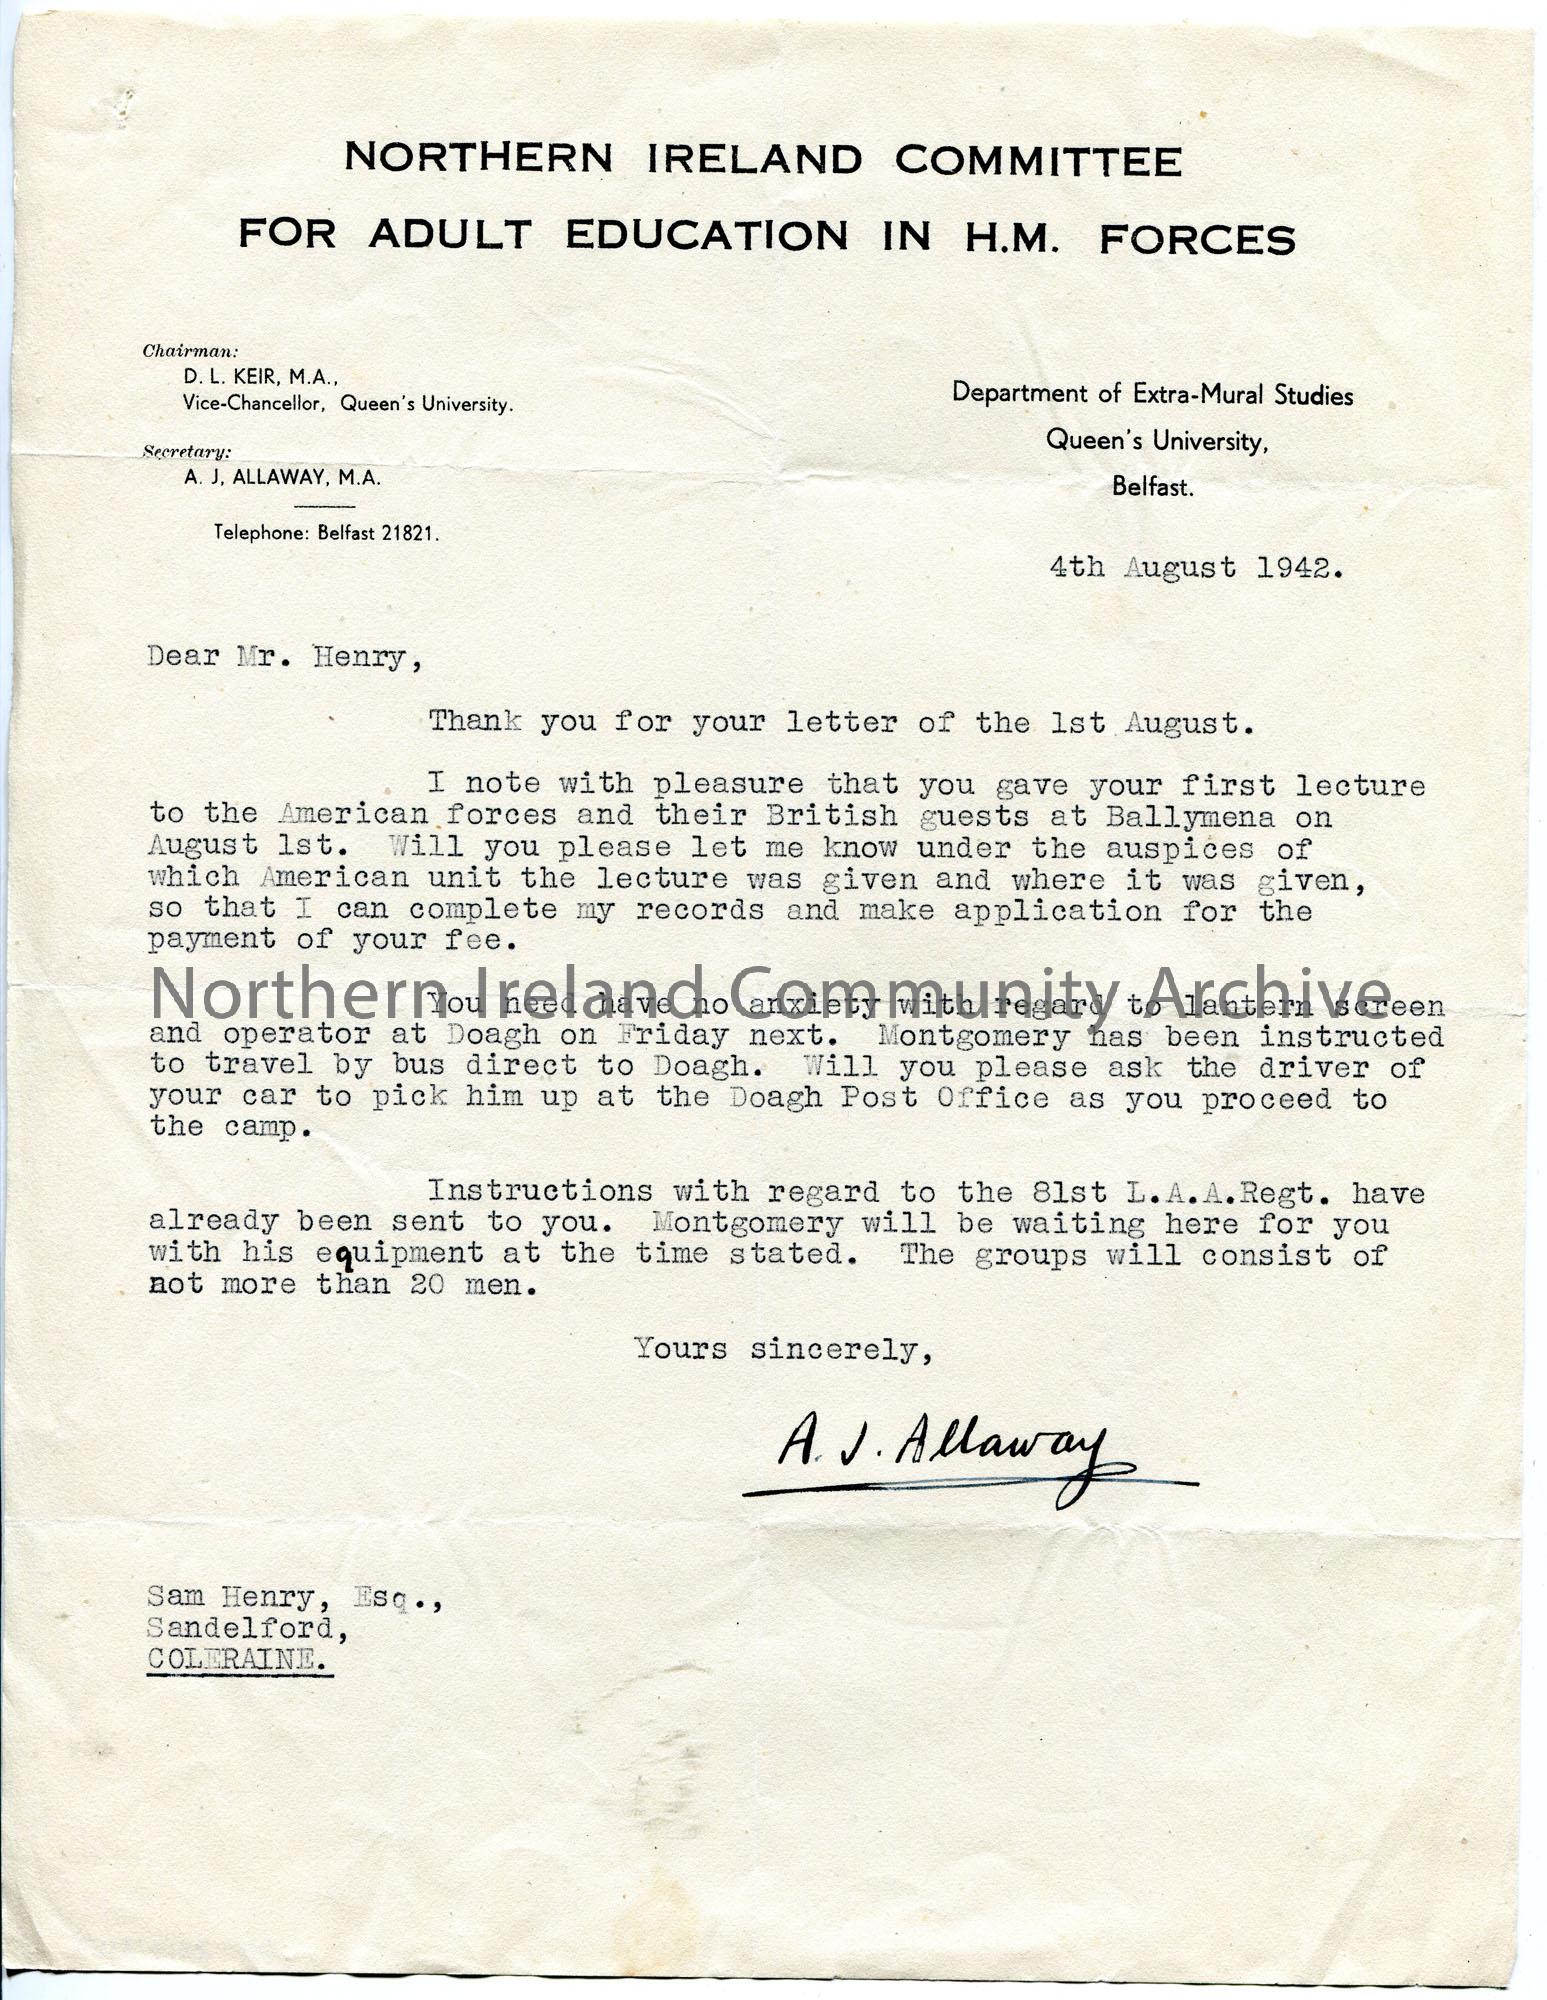 NORTHERN IRELAND COMMITTEE
FOR ADULT EDUCATION IN H.M. FORCES
Chairman:
D. L. KEIR, M.A.,
Vice-Chancellor, Queen's University.
Secretary:
A. J, ALLAWAY, M.A.
Telephone: Belfast 21821.
Department of Extra-Mural Studies
Queen's University,
Belfast.
4th August 1942.
Dear Mr. Henry,
Thank you for your letter of the 1st August.
I note with pleasure that you gave your first lecture
to the American forces and their British guests at Ballymena on
August 1st. Will you please let me know under the auspices of
which American unit the lecture was given and where it was given,
so that I can complete my records and make application for the
payment of your fee.
Northern Ireland Community Archive
You need have no anxiety with regard to lantern screen
and operator at Doagh on Friday next. Montgomery has been instructed
to travel by bus direct to Doagh. Will you please ask the driver of
your car to pick him up at the Doagh Post Office as you proceed to
the camp.
Instructions with regard to the 81st L.A.A.Regt. have
already been sent to you. Montgomery will be waiting here for you
with his equipment at the time stated. The groups will consist of
not more than 20 men.
Yours sincerely,
A. J. Allaway
Sam Henry, Esq.,
Sandelford,
COLERAINE.